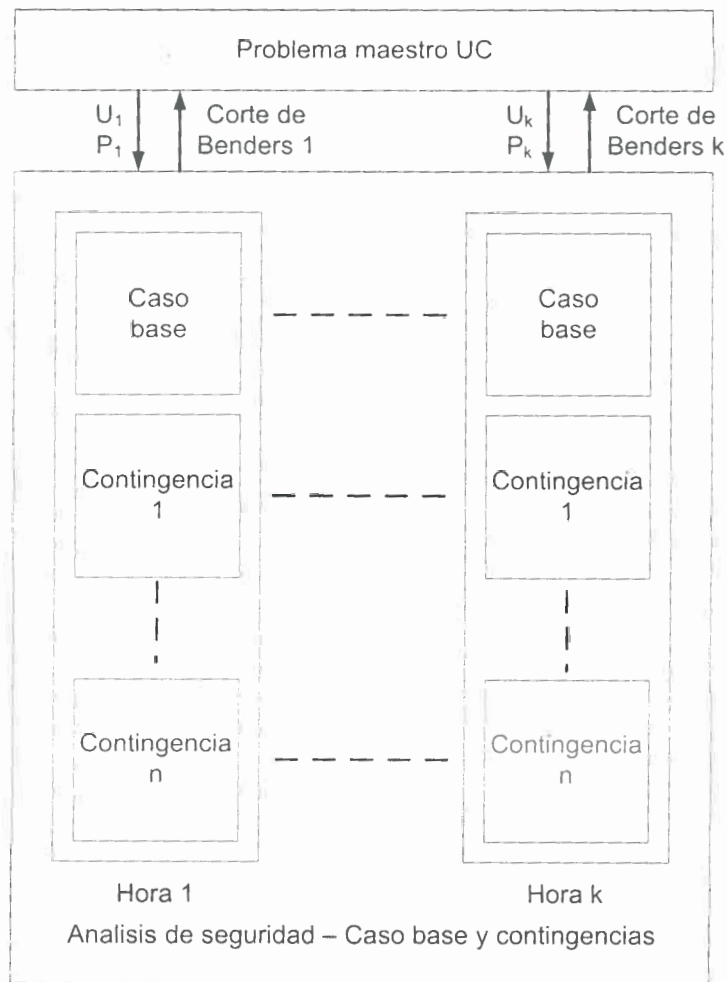 Problema maestro UC
U1
P1
Corte de
Benders 1
Uk
Pk
Corte de
Benders k
Caso
base
Caso
base
Contingencia
1
Contingencia
1
Contingencia
n
Contingencia
n
Hora 1
Hora k
Analisis de seguridad – Caso base y contingencias